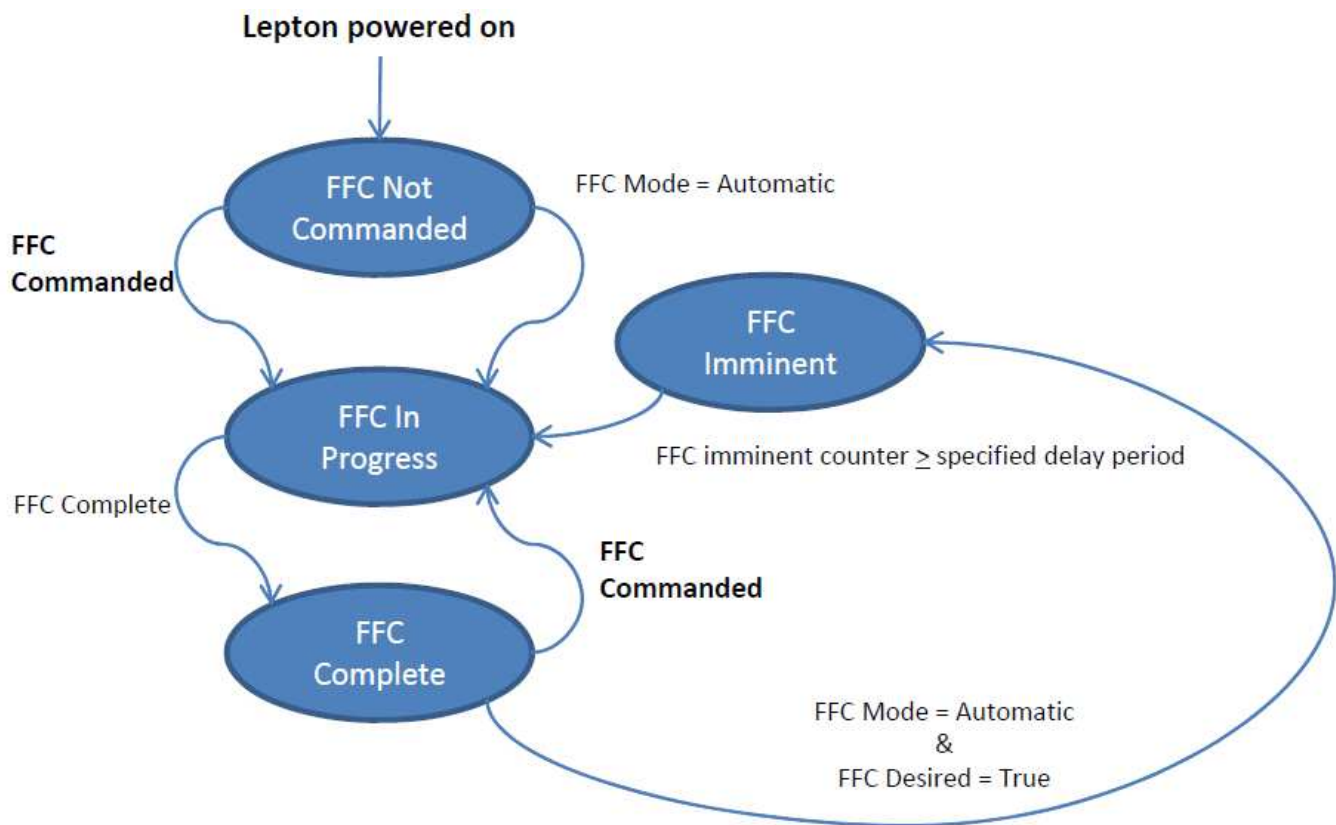 Lepton powered on
FFC Not
Commanded
FFC Mode = Automatic
FFC
Commanded
FFC
Imminent
FFC In
Progress
FFC imminent counter ≥ specified delay period
FFC Complete
FFC
Commanded
FFC
Complete
FFC Mode = Automatic
&
FFC Desired = True